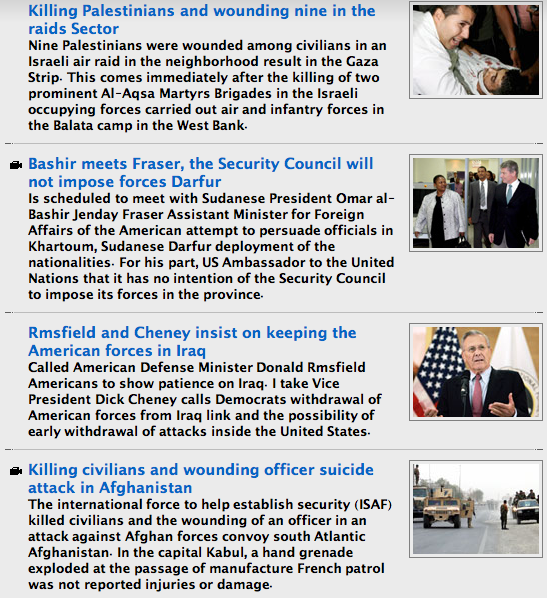 Killing Palestinians and wounding nine in the
raids Sector
Nine Palestinians were wounded among civilians in an
Israeli air raid in the neighborhood result in the Gaza
Strip. This comes immediately after the killing of two
prominent Al-Aqsa Martyrs Brigades in the Israeli
occupying forces carried out air and infantry forces in
the Balata camp in the West Bank.
Bashir meets Fraser, the Security Council will
not impose forces Darfur
Is scheduled to meet with Sudanese President Omar al-
Bashir Jenday Fraser Assistant Minister for Foreign
Affairs of the American attempt to persuade officials in
Khartoum, Sudanese Darfur deployment of the
nationalities. For his part, US Ambassador to the United
Nations that it has no intention of the Security Council
to impose its forces in the province.
Rmsfield and Cheney insist on keeping the
American forces in Iraq
Called American Defense Minister Donald Rmsfield
Americans to show patience on Iraq. I take Vice
President Dick Cheney calls Democrats withdrawal of
American forces from Iraq link and the possibility of
early withdrawal of attacks inside the United States.
Killing civilians and wounding officer suicide
attack in Afghanistan
The international force to help establish security (ISAF)
killed civilians and the wounding of an officer in an
attack against Afghan forces convoy south Atlantic
Afghanistan. In the capital Kabul, a hand grenade
exploded at the passage of manufacture French patrol
was not reported injuries or damage.